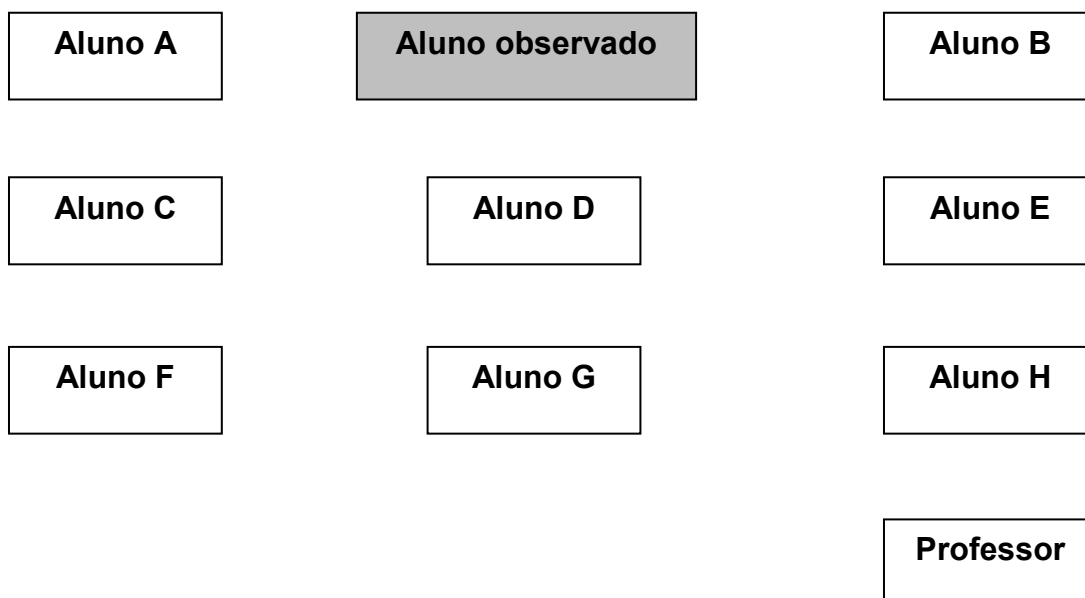 Aluno A
Aluno observado
Aluno B
Aluno C
Aluno D
Aluno E
Aluno F
Aluno G
Aluno H
Professor